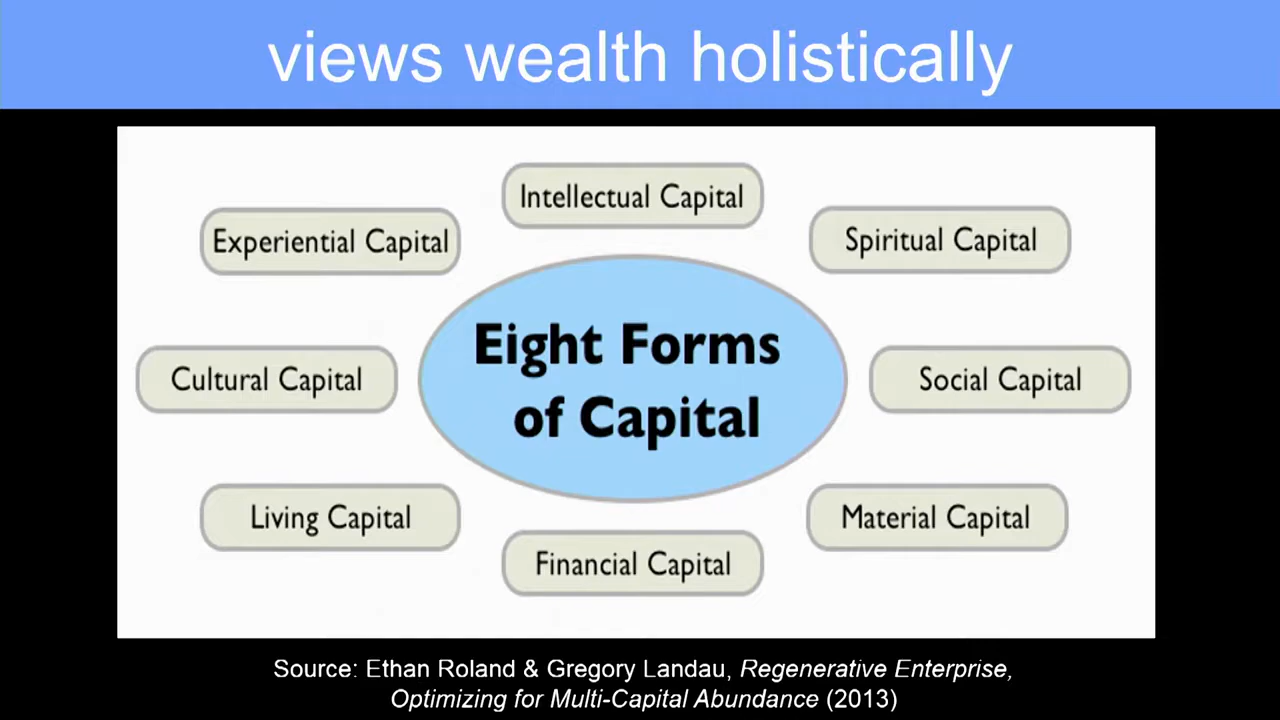 views wealth holistically
Intellectual Capital
Experiential Capital
Spiritual Capital
Eight Forms
of Capital
Cultural Capital
Social Capital
Living Capital
Material Capital
Financial Capital
Source: Ethan Roland & Gregory Landau, Regenerative Enterprise,
Optimizing for Multi-Capital Abundance (2013)